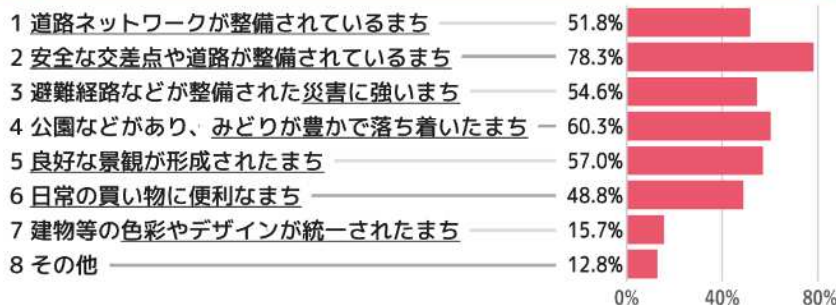 1 道路ネットワークが整備されているまち 51.8%
2 安全な交差点や道路が整備されているまち 78.3%
3 避難経路などが整備された災害に強いまち 54.6%
4 公園などがあり、みどりが豊かで落ち着いたまち 60.3%
5 良好な景観が形成されたまち 57.0%
6 日常の買い物に便利なまち 48.8%
7 建物等の色彩やデザインが統一されたまち 15.7%
8 その他 12.8%
0% 40% 80%